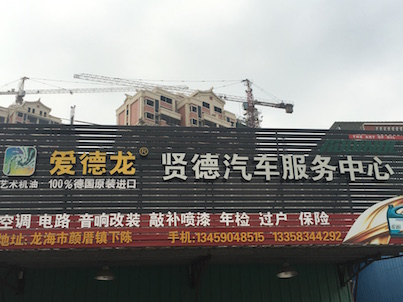 爱德龙® 贤德汽车服务中心
艺术机油 100%德国原装进口
空调 电路 音响改装 敲补喷漆 年检 过户 保险
地址:龙海市颜厝镇下陈 手机:13459048515 13358344292